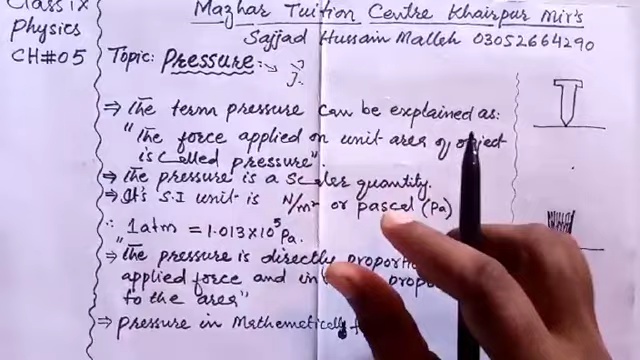 Class IX
Physics
CH#05
Mazhar Tuition Centre Khairpur Mir's
Sajjad Hussain Malleh 03052664290
Topic: Pressure:
⇒ The term pressure can be explained as:
"The force applied on unit area of object
is called pressure".
⇒ The pressure is a Scaler quantity.
⇒ It's S.I unit is N/m² or pascal (Pa)
∴ 1atm = 1.013×10⁵ Pa.
"
⇒ The pressure is directly
applied force and
to the area"
⇒ pressure in Mathematically